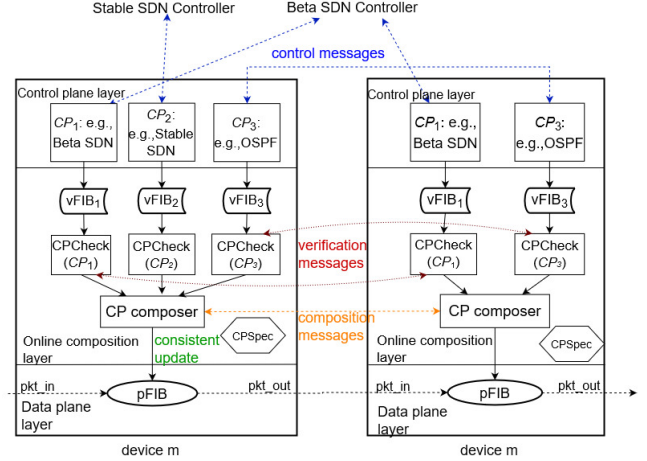 Stable SDN Controller
Beta SDN Controller
control messages
Control plane layer
CP1: e.g.,
Beta SDN
CP2:
e.g.,Stable
SDN
CP3:
e.g.,OSPF
vFIB1
vFIB2
vFIB3
CPCheck
(CP1)
CPCheck
(CP2)
CPCheck
(CP3)
CP composer
CPSpec
Online composition
layer
consistent
update
pkt_in
pFIB
pkt_out
Data plane
layer
device m
verification
messages
composition
messages
Control plane layer
CP1: e.g.,
Beta SDN
CP3:
e.g.,OSPF
vFIB1
vFIB3
CPCheck
(CP1)
CPCheck
(CP3)
CP composer
CPSpec
Online composition
layer
pkt_in
pFIB
pkt_out
Data plane
layer
device m